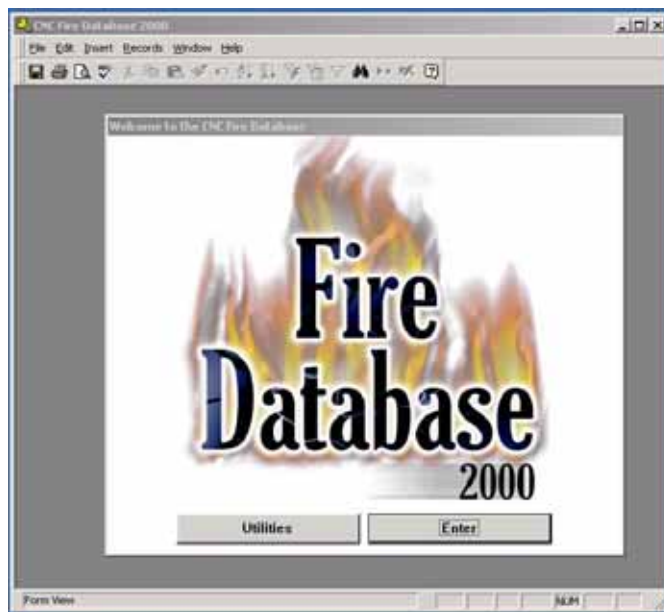 CNC Fire Database 2000
File Edit Insert Records Window Help
Welcome to the CNC Fire Database
Fire
Database
2000
Utilities
Enter
Form View
NUM